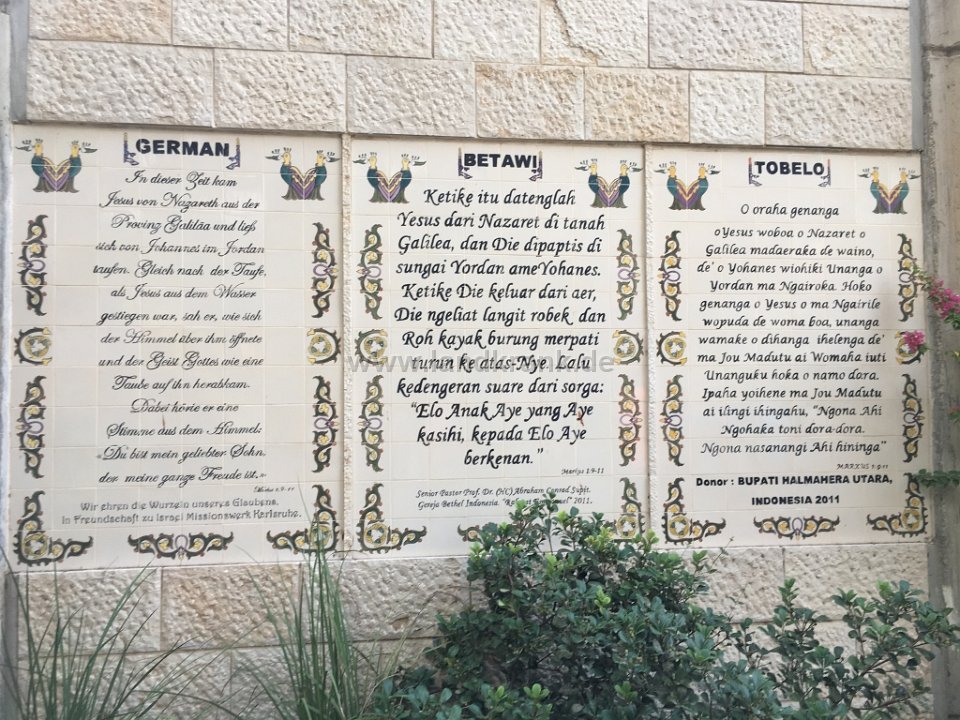 GERMAN
In dieser Zeit kam
Jesus von Nazareth aus der
Provinz Galiläa und ließ
sich von Johannes im Jordan
taufen. Gleich nach der Taufe,
als Jesus aus dem Wasser
gestiegen war, sah er, wie sich
der Himmel über ihm öffnete
und der Geist Gottes wie eine
Taube auf ihn herabkam.
Dabei hörte er eine
Stimme aus dem Himmel:
«Du bist mein geliebter Sohn,
der meine ganze Freude ist.»
Markus 1.9-11
Wir ehren die Wurzeln unseres Glaubens.
In Freundschaft zu Israel Missionswerk Karlsruhe.
BETAWI
Ketike itu datenglah
Yesus dari Nazaret di tanah
Galilea, dan Die dipaptis di
sungai Yordan ameYohanes.
Ketike Die keluar dari aer,
Die ngeliat langit robek dan
Roh kayak burung merpati
turun ke atas-Nye. Lalu
kedengeran suare dari sorga:
"Elo Anak Aye yang Aye
kasihi, kepada Elo Aye
berkenan."
Markus 1:9-11
Senior Pastor Prof. Dr. (HC) Abraham Conrad Supit.
Gereja Bethel Indonesia 2011.
TOBELO
O oraha genanga
oYesus woboa o Nazaret o
Galilea madaeraka de waino,
de' o Yohanes wiohiki Unanga o
Yordan ma Ngairoka. Hoko
genanga o Yesus o ma Ngairile
wopuda de woma boa, unanga
wamake o dihanga ihelenga de'
ma Jou Madutu ai Womaha iuti
Unanguku hoka o namo dora.
Ipaha yoihene ma Jou Madutu
ai ilingi ihingahu, "Ngona Ahi
Ngohaka toni dora-dora.
Ngona nasanangi Ahi hininga"
MARKUS 1:9-11
Donor : BUPATI HALMAHERA UTARA,
INDONESIA 2011